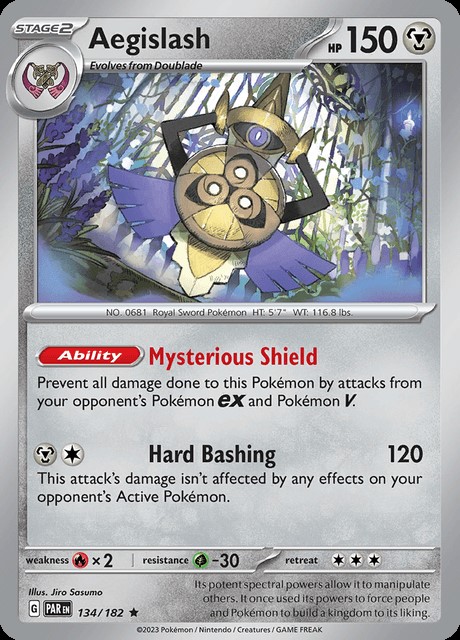 STAGE2
Aegislash HP 150
Evolves from Doublade
NO. 0681 Royal Sword Pokémon HT: 5'7" WT: 116.8 lbs.
Ability Mysterious Shield
Prevent all damage done to this Pokémon by attacks from
your opponent's Pokémon ex and Pokémon V.
Hard Bashing 120
This attack's damage isn't affected by any effects on your
opponent's Active Pokémon.
weakness ×2 resistance -30 retreat
Illus. Jiro Sasumo
Its potent spectral powers allow it to manipulate
others. It once used its powers to force people
and Pokémon to build a kingdom to its liking.
G PAR EN 134/182 ★
©2023 Pokémon / Nintendo / Creatures / GAME FREAK